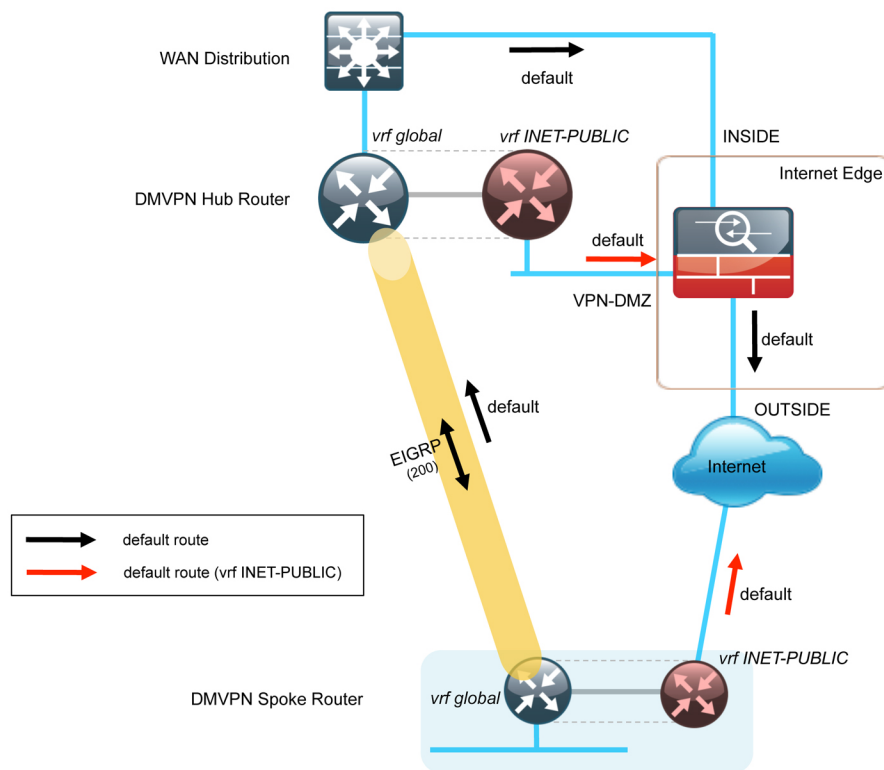 WAN Distribution
default
vrf global
vrf INET-PUBLIC
INSIDE
Internet Edge
DMVPN Hub Router
default
VPN-DMZ
default
OUTSIDE
default
EIGRP
(200)
Internet
default route
default route (vrf INET-PUBLIC)
default
vrf INET-PUBLIC
DMVPN Spoke Router
vrf global